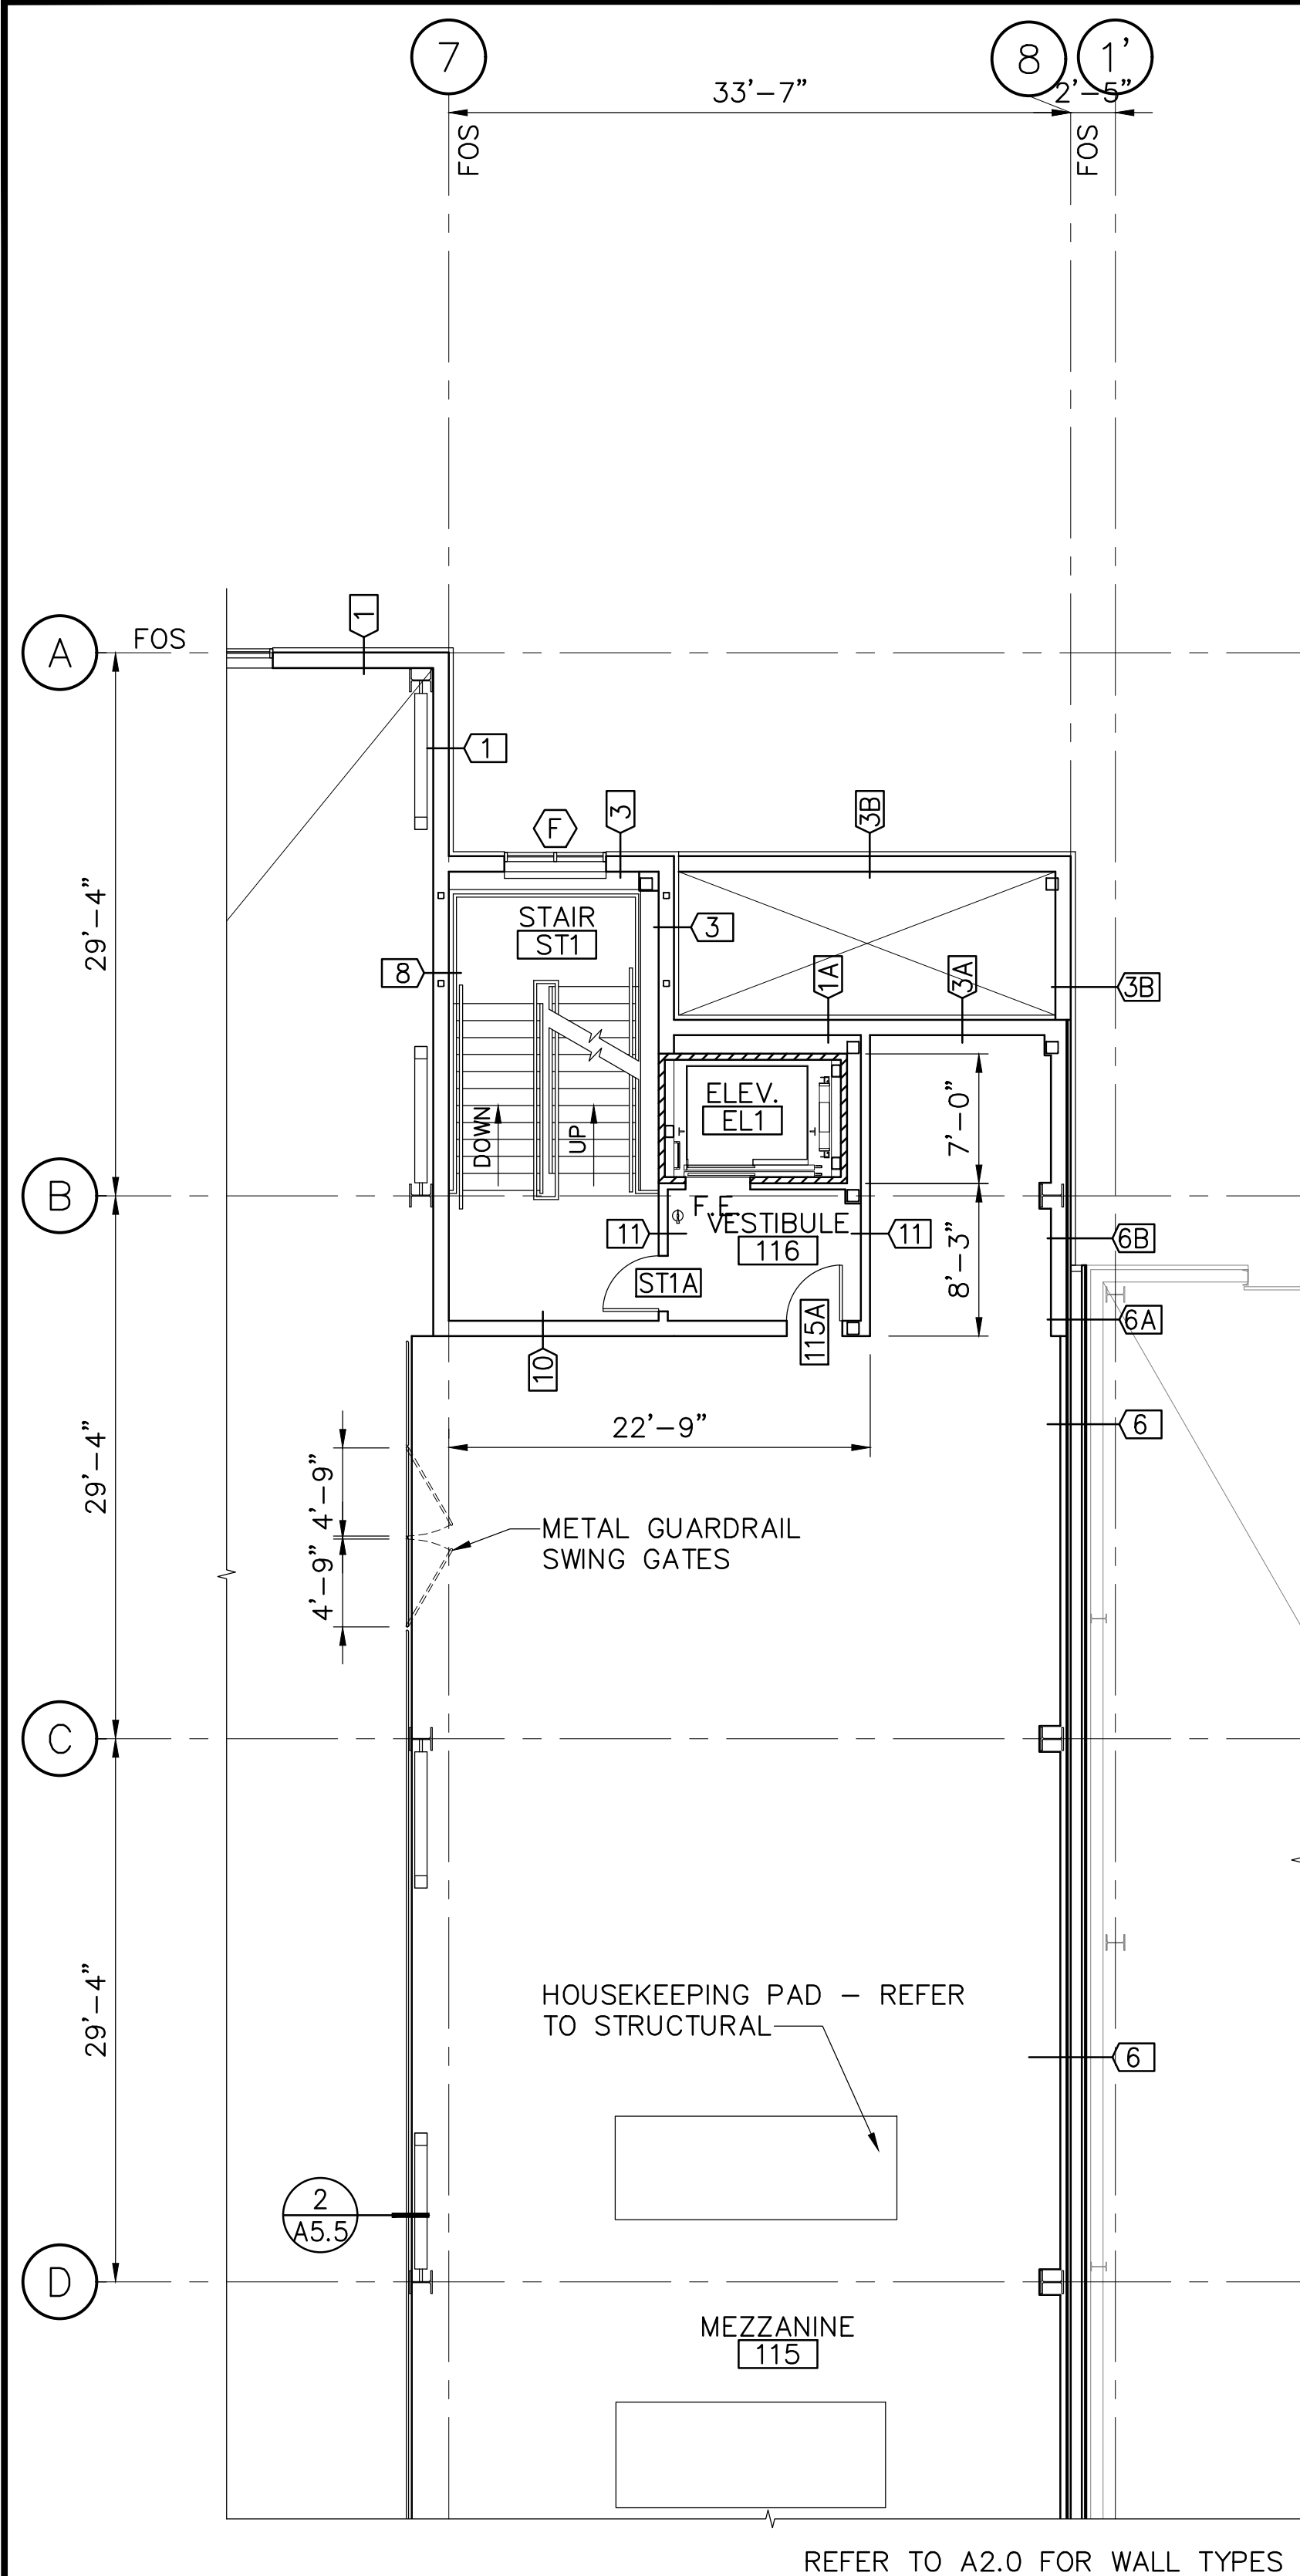 7
8
1'
33'-7"
2'-5"
FOS
FOS
A
FOS
1
1
F
3
3B
29'-4"
STAIR
ST1
3
8
1A
3A
3B
ELEV.
EL1
7'-0"
DOWN
UP
B
F.E.
VESTIBULE
116
11
11
8'-3"
6B
ST1A
6A
115A
10
29'-4"
22'-9"
6
4'-9"
4'-9"
METAL GUARDRAIL
SWING GATES
C
29'-4"
HOUSEKEEPING PAD - REFER
TO STRUCTURAL
6
2
A5.5
D
MEZZANINE
115
REFER TO A2.0 FOR WALL TYPES